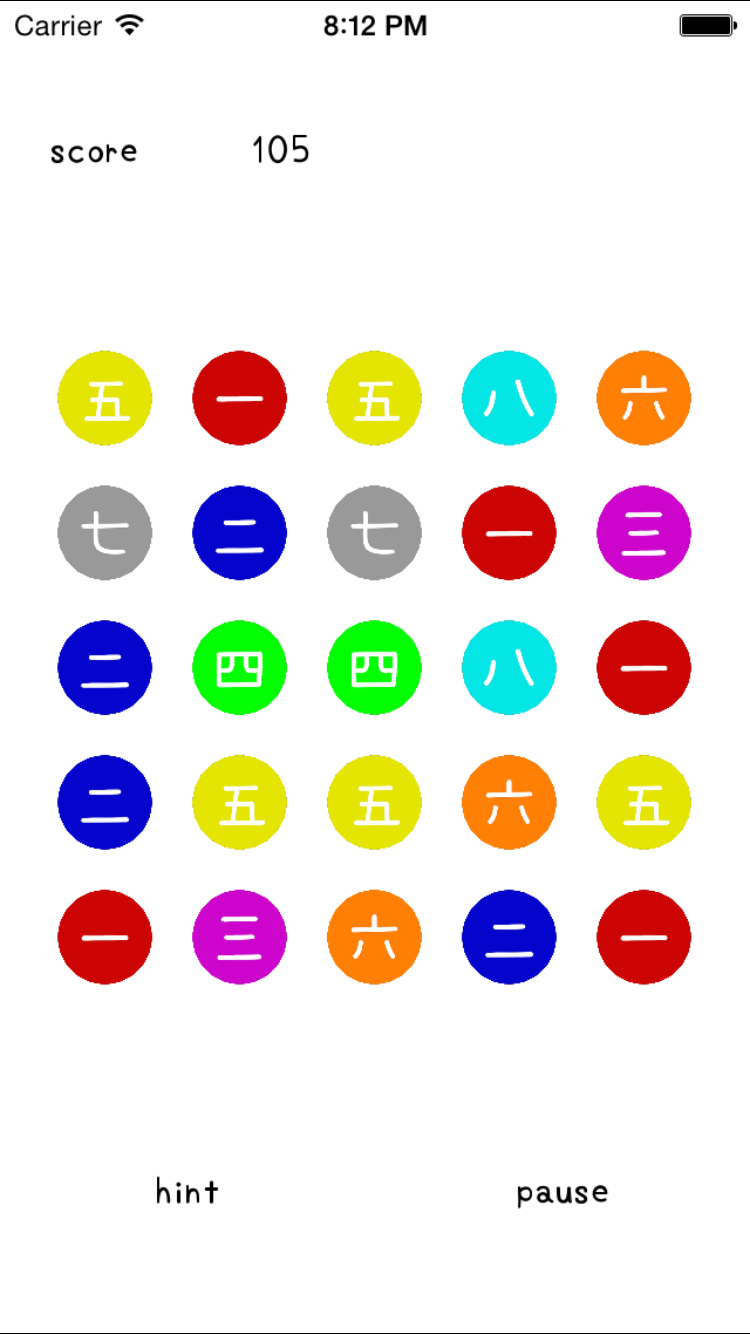 Carrier 8:12 PM
score 105
五 一 五 八 六
七 二 七 一 三
二 四 四 八 一
二 五 五 六 五
一 三 六 二 一
hint pause